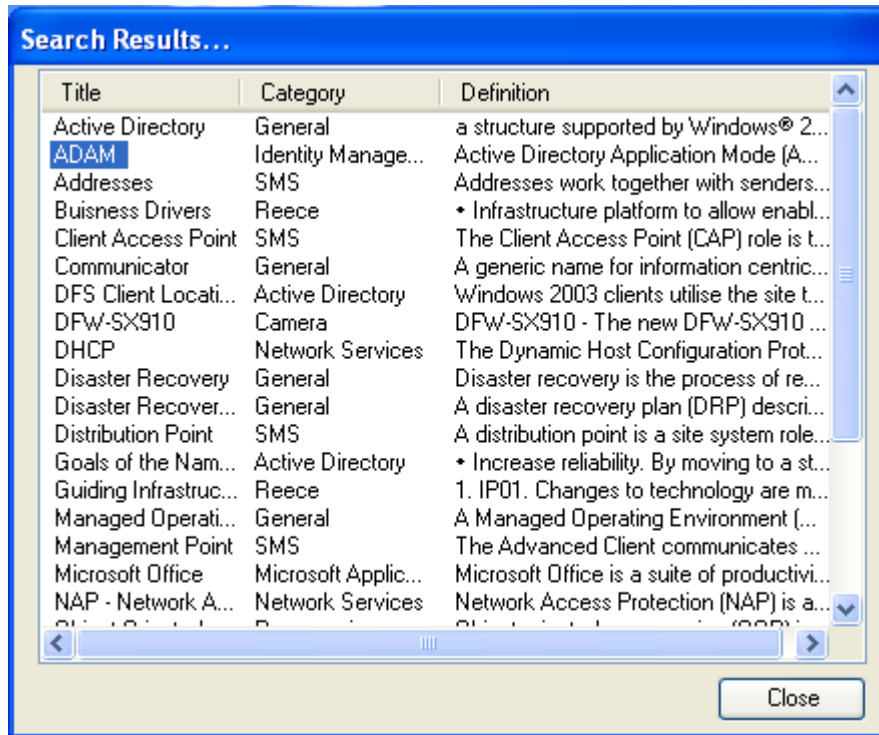 Search Results...
Title Category Definition
Active Directory General a structure supported by Windows® 2...
ADAM Identity Manage... Active Directory Application Mode (A...
Addresses SMS Addresses work together with senders...
Buisness Drivers Reece • Infrastructure platform to allow enabl...
Client Access Point SMS The Client Access Point (CAP) role is t...
Communicator General A generic name for information centric...
DFS Client Locati... Active Directory Windows 2003 clients utilise the site t...
DFW-SX910 Camera DFW-SX910 - The new DFW-SX910 ...
DHCP Network Services The Dynamic Host Configuration Prot...
Disaster Recovery General Disaster recovery is the process of re...
Disaster Recover... General A disaster recovery plan (DRP) descri...
Distribution Point SMS A distribution point is a site system role...
Goals of the Nam... Active Directory • Increase reliability. By moving to a st...
Guiding Infrastruc... Reece 1. IP01. Changes to technology are m...
Managed Operati... General A Managed Operating Environment (...
Management Point SMS The Advanced Client communicates ...
Microsoft Office Microsoft Applic... Microsoft Office is a suite of productivi...
NAP - Network A... Network Services Network Access Protection (NAP) is a...
Close